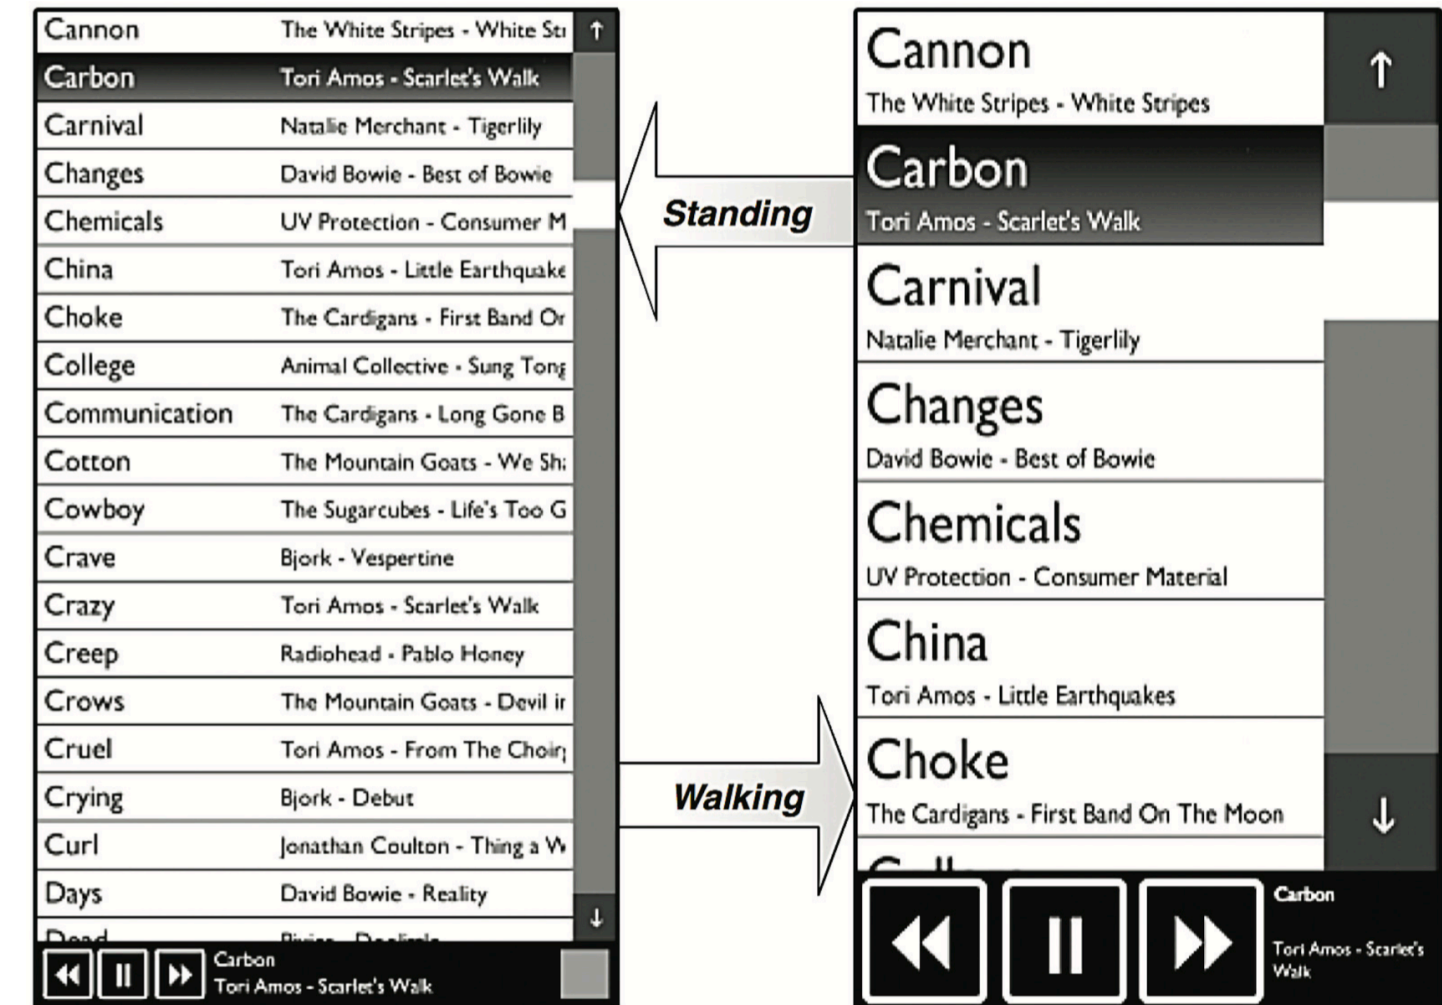 Cannon The White Stripes - White Str
Carbon Tori Amos - Scarlet's Walk
Carnival Natalie Merchant - Tigerlily
Changes David Bowie - Best of Bowie
Chemicals UV Protection - Consumer M
China Tori Amos - Little Earthquake
Choke The Cardigans - First Band On
College Animal Collective - Sung Tong
Communication The Cardigans - Long Gone B
Cotton The Mountain Goats - We Sha
Cowboy The Sugarcubes - Life's Too G
Crave Bjork - Vespertine
Crazy Tori Amos - Scarlet's Walk
Creep Radiohead - Pablo Honey
Crows The Mountain Goats - Devil in
Cruel Tori Amos - From The Choirg
Crying Bjork - Debut
Curl Jonathan Coulton - Thing a W
Days David Bowie - Reality
Dead
Carbon
Tori Amos - Scarlet's Walk
Standing
Walking
Cannon
The White Stripes - White Stripes
Carbon
Tori Amos - Scarlet's Walk
Carnival
Natalie Merchant - Tigerlily
Changes
David Bowie - Best of Bowie
Chemicals
UV Protection - Consumer Material
China
Tori Amos - Little Earthquakes
Choke
The Cardigans - First Band On The Moon
Carbon
Tori Amos - Scarlet's
Walk